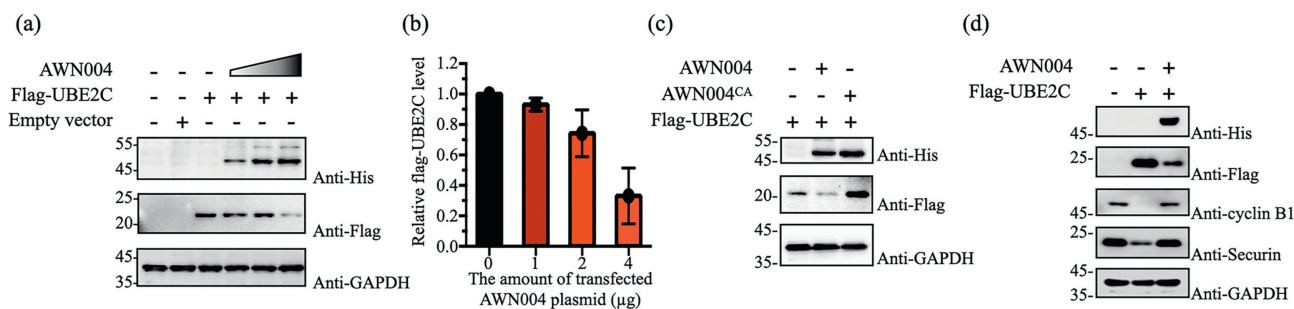 (a)
AWN004
- - -
Flag-UBE2C - - + + + +
Empty vector - + - - - -
55
45
Anti-His
25
20
Anti-Flag
45
35
Anti-GAPDH
(b)
Relative flag-UBE2C level
1.2
1.0
0.8
0.6
0.4
0.2
0.0
0 1 2 4
The amount of transfected
AWN004 plasmid (µg)
(c)
AWN004 - + -
AWN004CA - - +
Flag-UBE2C + + +
55-
45-
Anti-His
20-
Anti-Flag
45-
35-
Anti-GAPDH
(d)
AWN004 - - +
Flag-UBE2C - + +
45-
Anti-His
25-
Anti-Flag
45-
Anti-cyclin B1
25-
Anti-Securin
35-
Anti-GAPDH